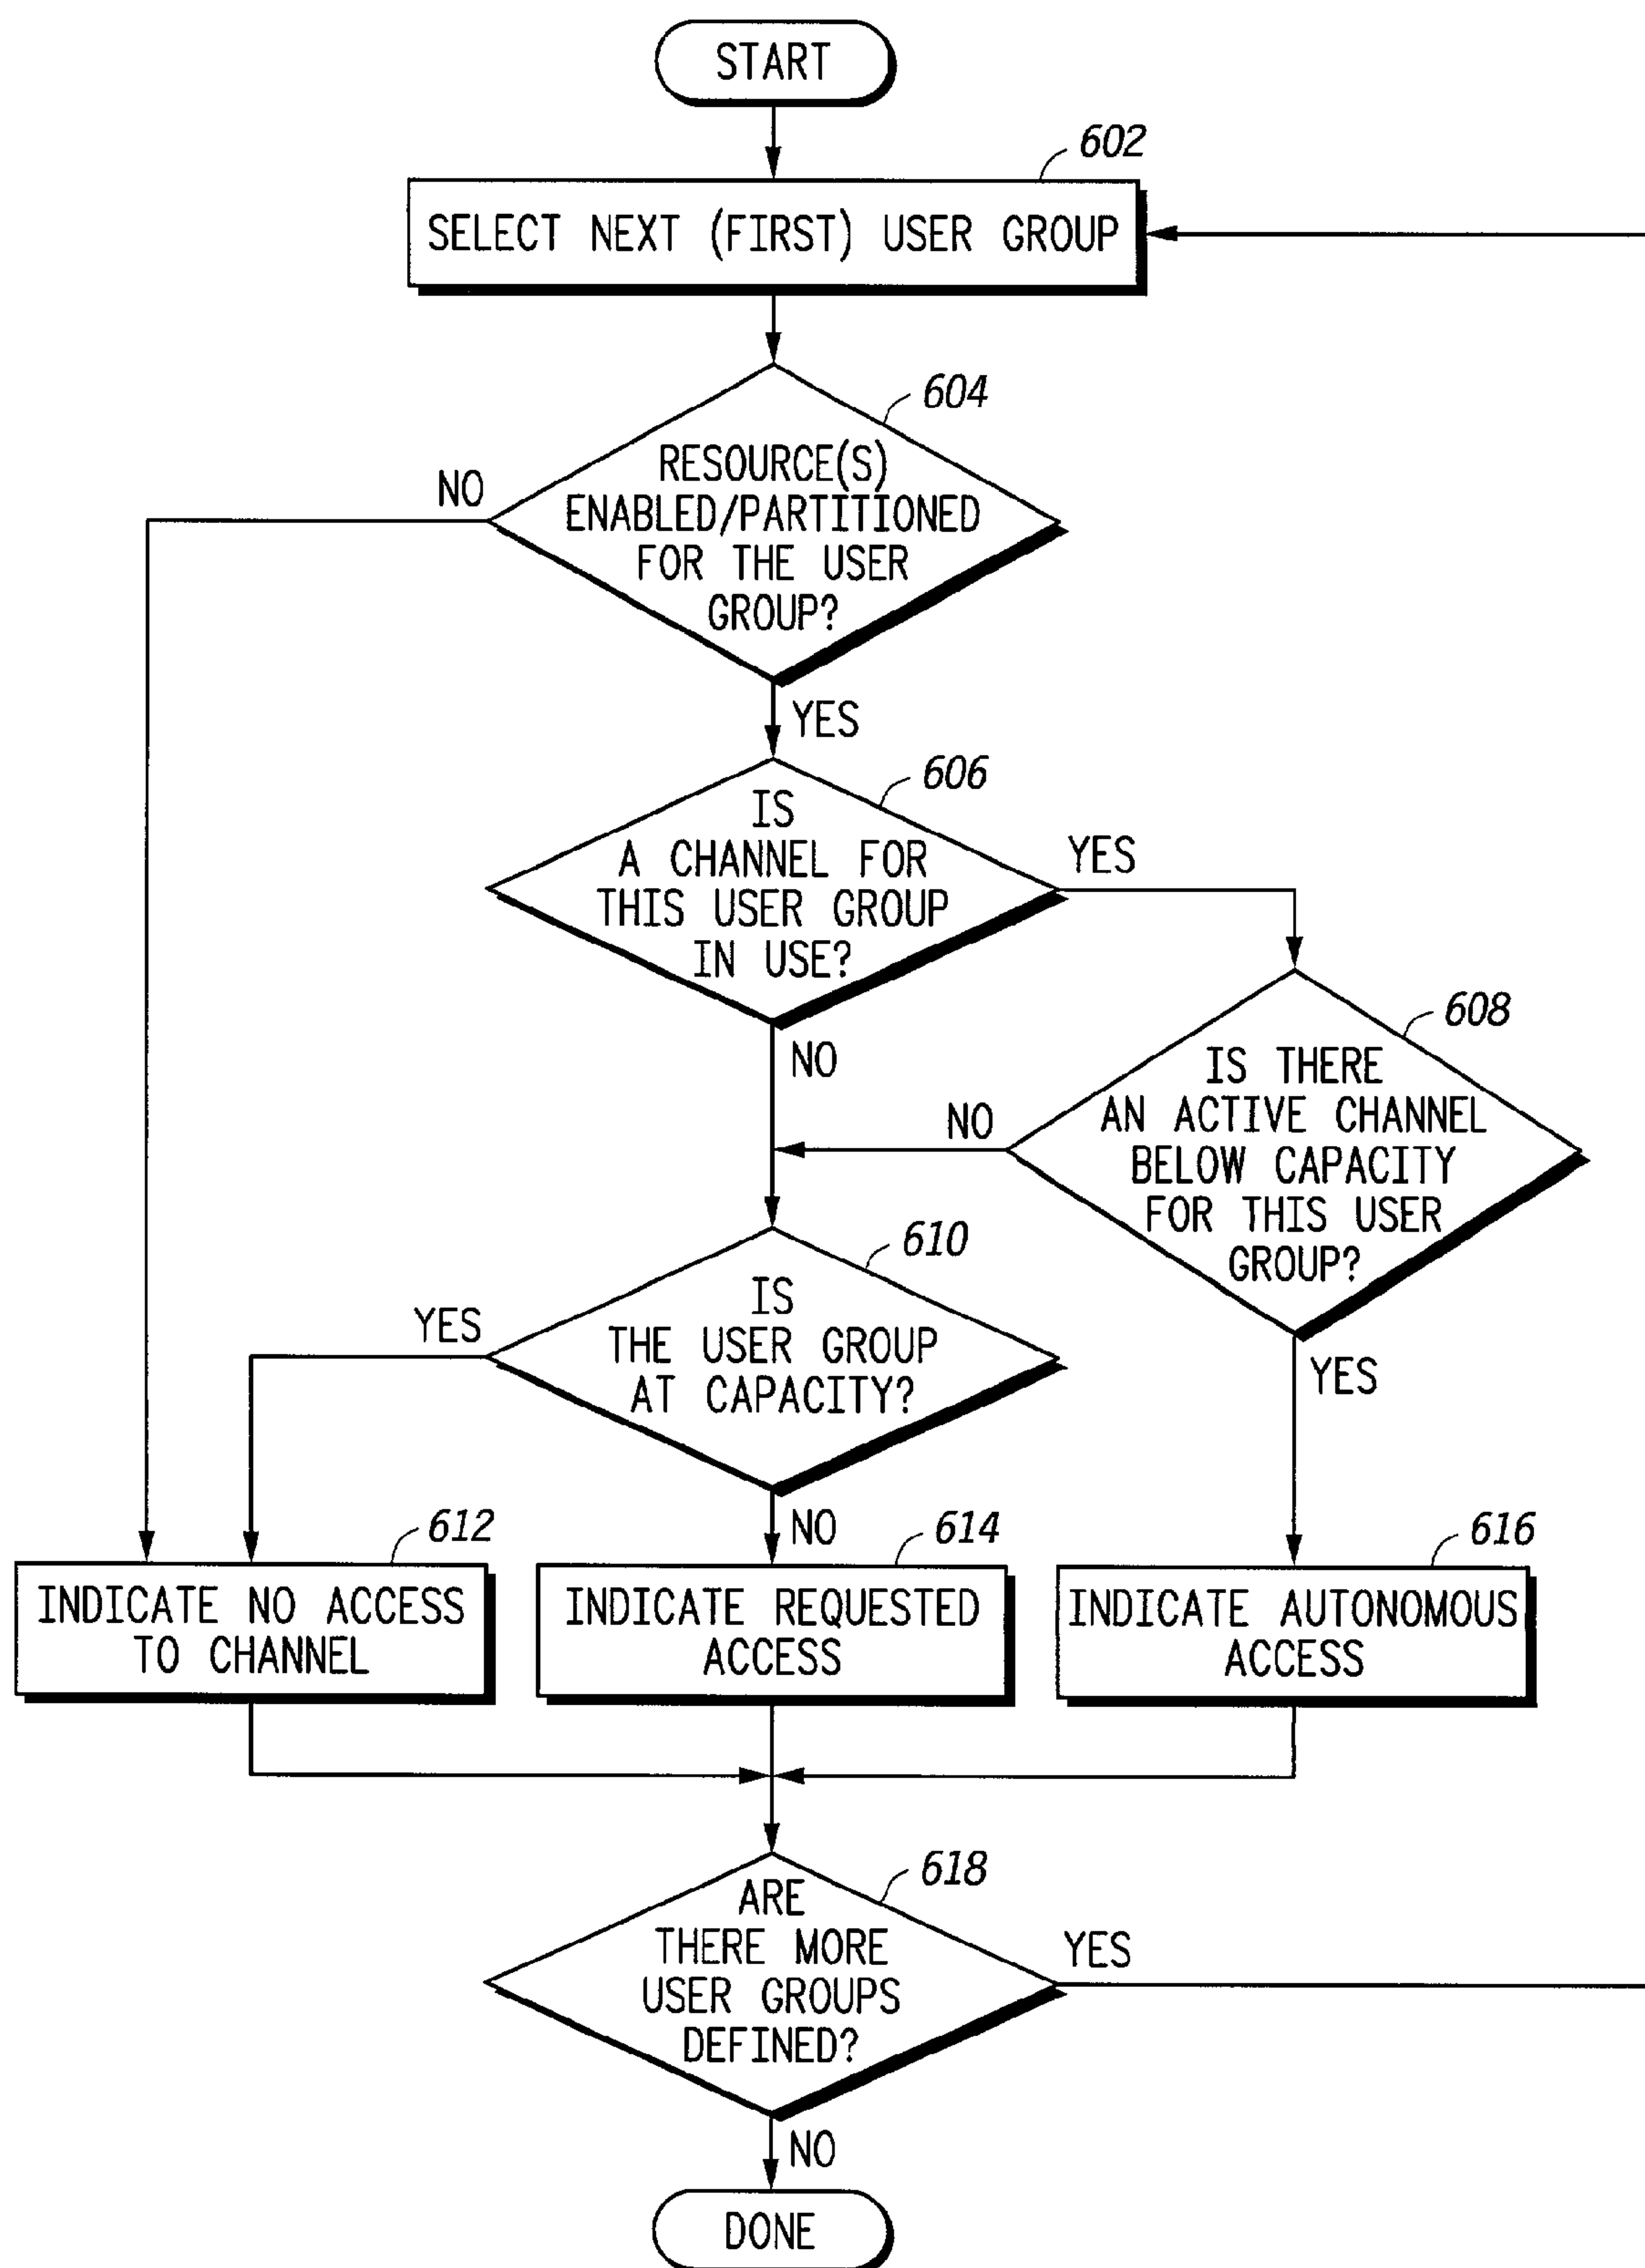 START
602
SELECT NEXT (FIRST) USER GROUP
604
RESOURCE(S)
ENABLED/PARTITIONED
FOR THE USER
GROUP?
NO
YES
606
IS
A CHANNEL FOR
THIS USER GROUP
IN USE?
YES
NO
608
IS THERE
AN ACTIVE CHANNEL
BELOW CAPACITY
FOR THIS USER
GROUP?
NO
YES
610
IS
THE USER GROUP
AT CAPACITY?
YES
NO
612
INDICATE NO ACCESS
TO CHANNEL
614
INDICATE REQUESTED
ACCESS
616
INDICATE AUTONOMOUS
ACCESS
618
ARE
THERE MORE
USER GROUPS
DEFINED?
YES
NO
DONE